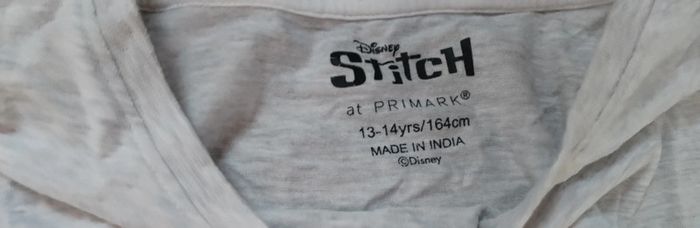 Disney
STitCH
at PRIMARK®
13-14yrs/164cm
MADE IN INDIA
©Disney